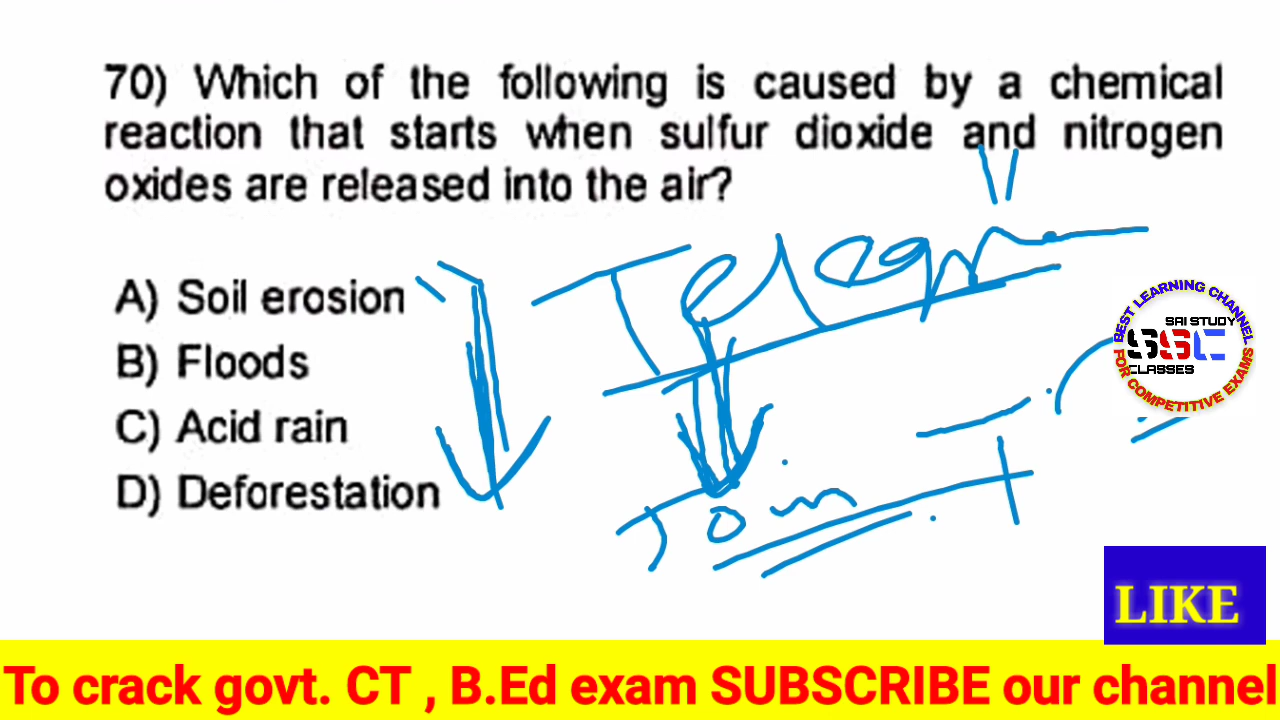 70) Which of the following is caused by a chemical
reaction that starts when sulfur dioxide and nitrogen
oxides are released into the air?
A) Soil erosion
B) Floods
C) Acid rain
D) Deforestation
Join
BEST LEARNING CHANNEL
SAI STUDY
SSC
CLASSES
FOR COMPETITIVE EXAMS
LIKE
To crack govt. CT , B.Ed exam SUBSCRIBE our channel